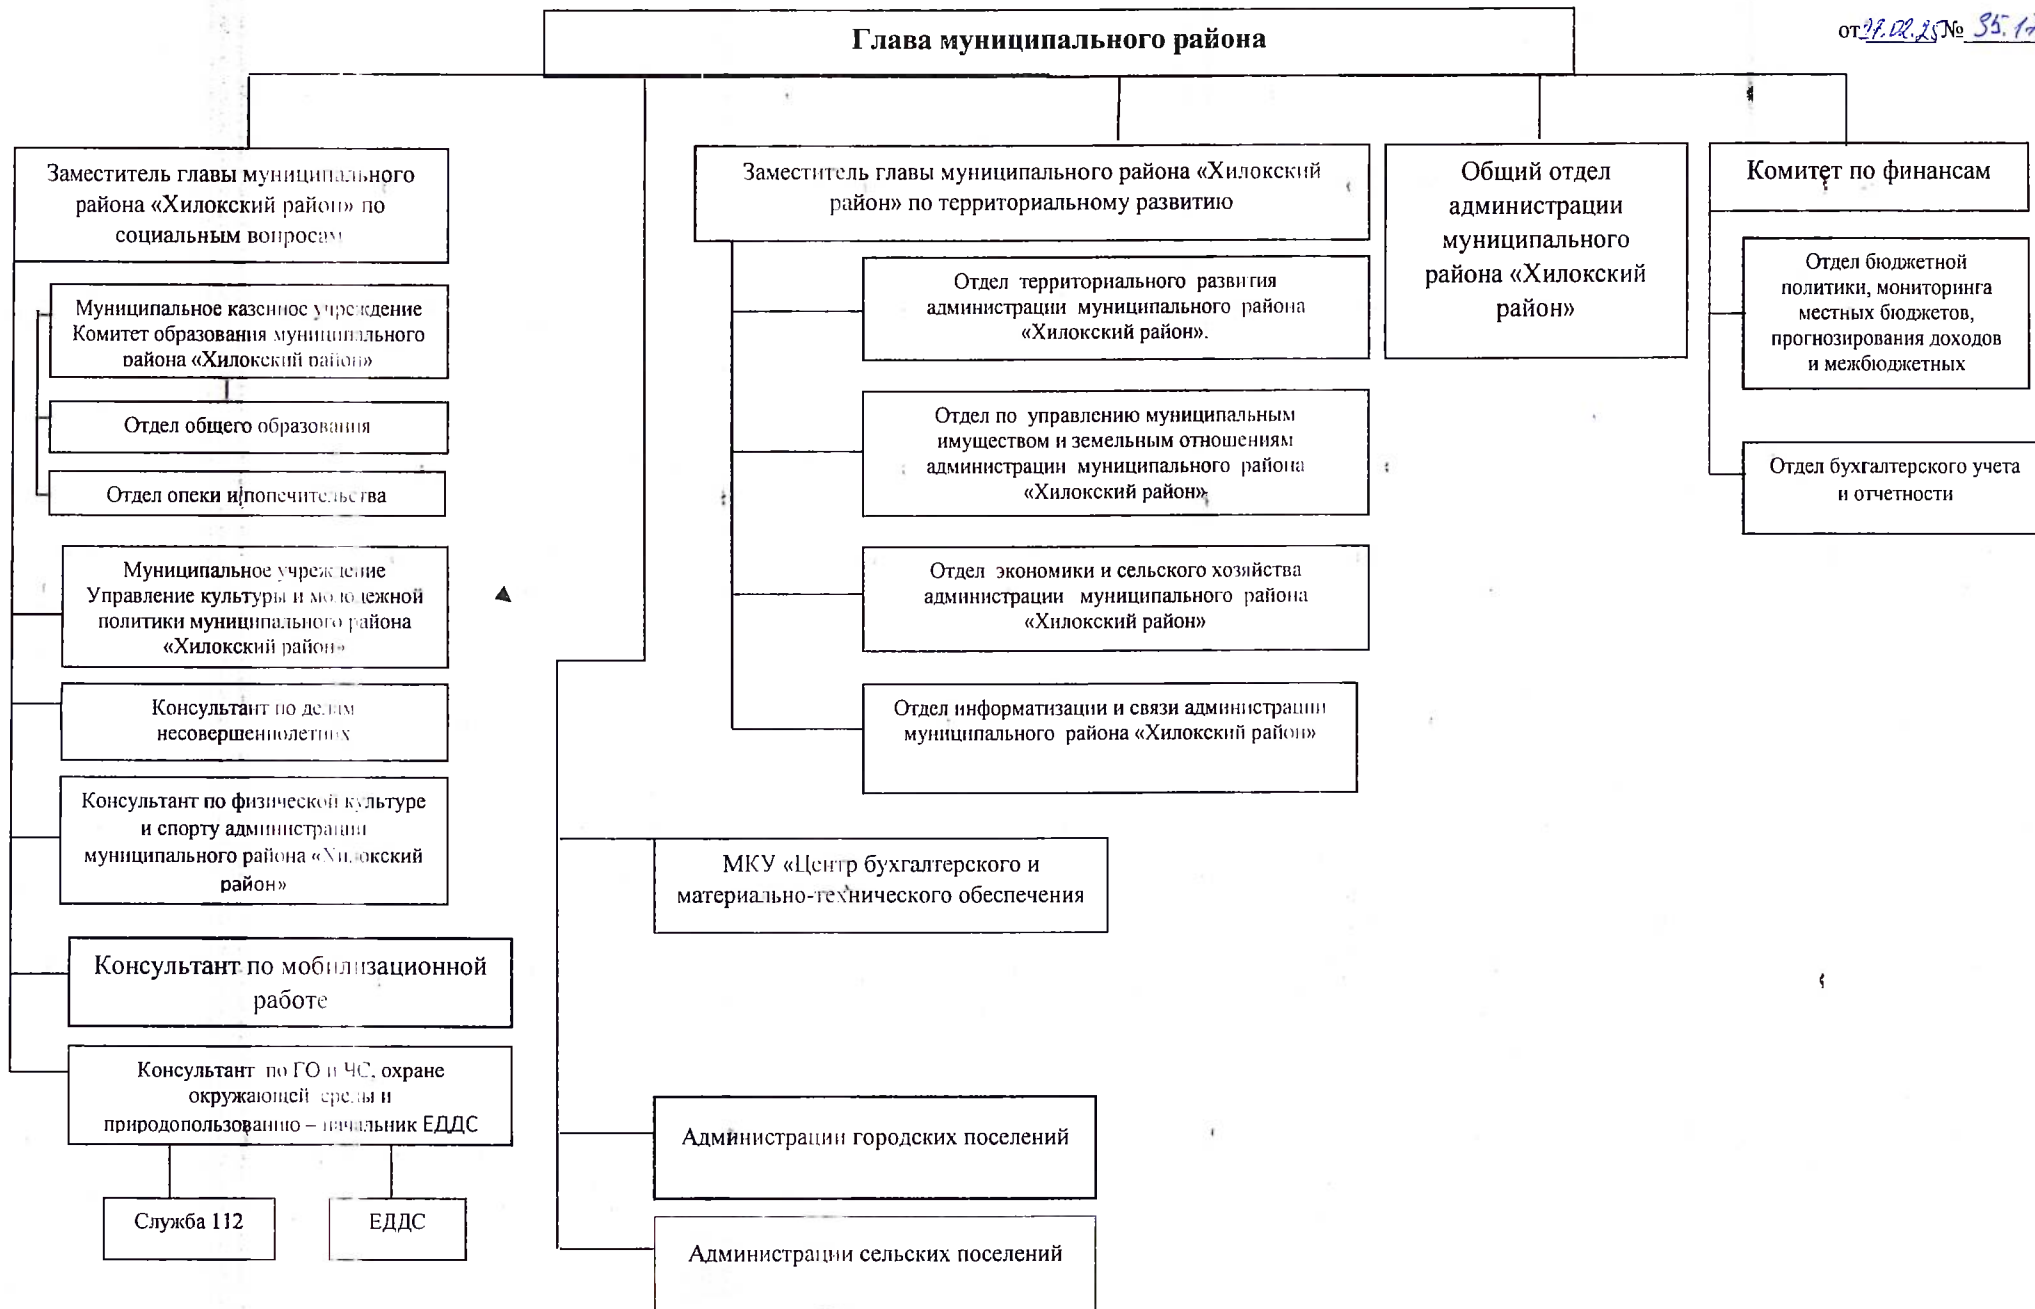 Глава муниципального района
от 27.02.25 № 35.17
Заместитель главы муниципального
района «Хилокский район» по
социальным вопросам
Муниципальное казенное учреждение
Комитет образования муниципального
района «Хилокский район»
Отдел общего образования
Отдел опеки и попечительства
Муниципальное учреждение
Управление культуры и молодежной
политики муниципального района
«Хилокский район»
Консультант по делам
несовершеннолетних
Консультант по физической культуре
и спорту администрации
муниципального района «Хилокский
район»
Консультант по мобилизационной
работе
Консультант по ГО и ЧС, охране
окружающей среды и
природопользованию – начальник ЕДДС
Служба 112
ЕДДС
Заместитель главы муниципального района «Хилокский
район» по территориальному развитию
Отдел территориального развития
администрации муниципального района
«Хилокский район».
Отдел по управлению муниципальным
имуществом и земельным отношениям
администрации муниципального района
«Хилокский район»
Отдел экономики и сельского хозяйства
администрации муниципального района
«Хилокский район»
Отдел информатизации и связи администрации
муниципального района «Хилокский район»
МКУ «Центр бухгалтерского и
материально-технического обеспечения
Администрации городских поселений
Администрации сельских поселений
Общий отдел
администрации
муниципального
района «Хилокский
район»
Комитет по финансам
Отдел бюджетной
политики, мониторинга
местных бюджетов,
прогнозирования доходов
и межбюджетных
Отдел бухгалтерского учета
и отчетности